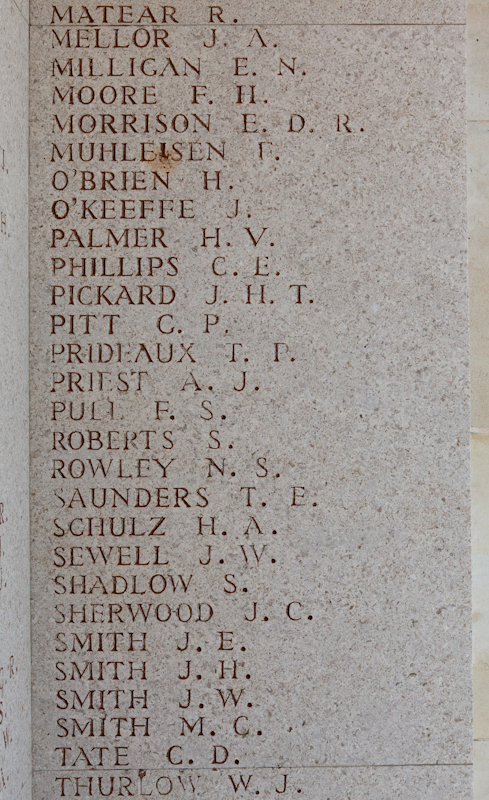 MATEAR R.
MELLOR J. A.
MILLIGAN E. N.
MOORE F. H.
MORRISON E. D. R.
MUHLEISEN F.
O'BRIEN H.
O'KEEFFE J.
PALMER H. V.
PHILLIPS C. E.
PICKARD J. H. T.
PITT C. P.
PRIDEAUX T. P.
PRIEST A. J.
PULL F. S.
ROBERTS S.
ROWLEY N. S.
SAUNDERS T. E.
SCHULZ H. A.
SEWELL J. W.
SHADLOW S.
SHERWOOD J. C.
SMITH J. E.
SMITH J. H.
SMITH J. W.
SMITH M. C.
TATE C. D.
THURLOW W. J.